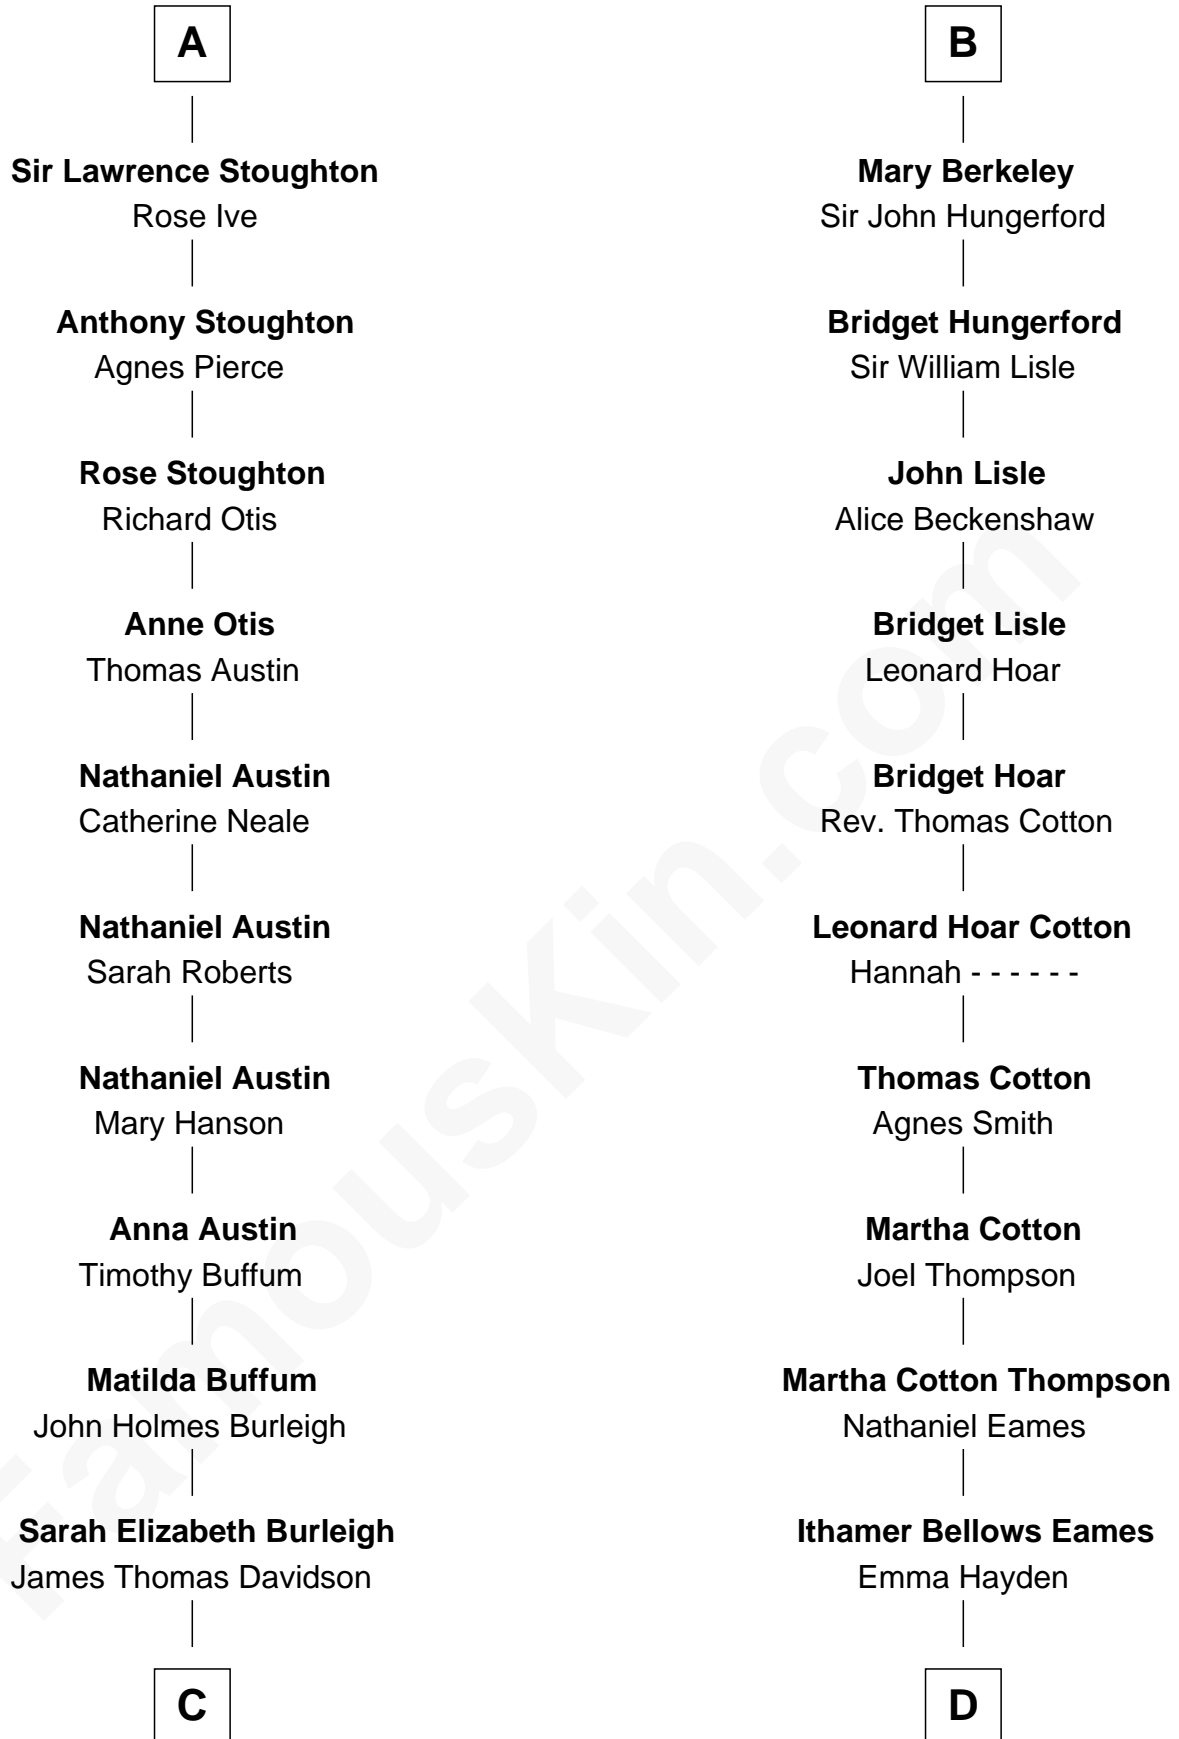 A
Sir Lawrence Stoughton
Rose Ive
Anthony Stoughton
Agnes Pierce
Rose Stoughton
Richard Otis
Anne Otis
Thomas Austin
Nathaniel Austin
Catherine Neale
Nathaniel Austin
Sarah Roberts
Nathaniel Austin
Mary Hanson
Anna Austin
Timothy Buffum
Matilda Buffum
John Holmes Burleigh
Sarah Elizabeth Burleigh
James Thomas Davidson
C
B
Mary Berkeley
Sir John Hungerford
Bridget Hungerford
Sir William Lisle
John Lisle
Alice Beckenshaw
Bridget Lisle
Leonard Hoar
Bridget Hoar
Rev. Thomas Cotton
Leonard Hoar Cotton
Hannah - - - - - -
Thomas Cotton
Agnes Smith
Martha Cotton
Joel Thompson
Martha Cotton Thompson
Nathaniel Eames
Ithamer Bellows Eames
Emma Hayden
D
FamousKin.com